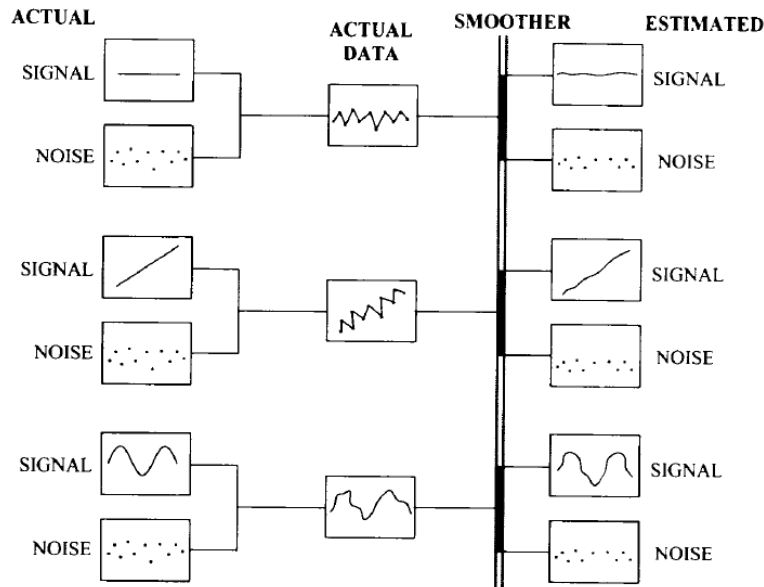 ACTUAL
ACTUAL
DATA
SMOOTHER
ESTIMATED
SIGNAL
SIGNAL
NOISE
NOISE
SIGNAL
SIGNAL
NOISE
NOISE
SIGNAL
SIGNAL
NOISE
NOISE